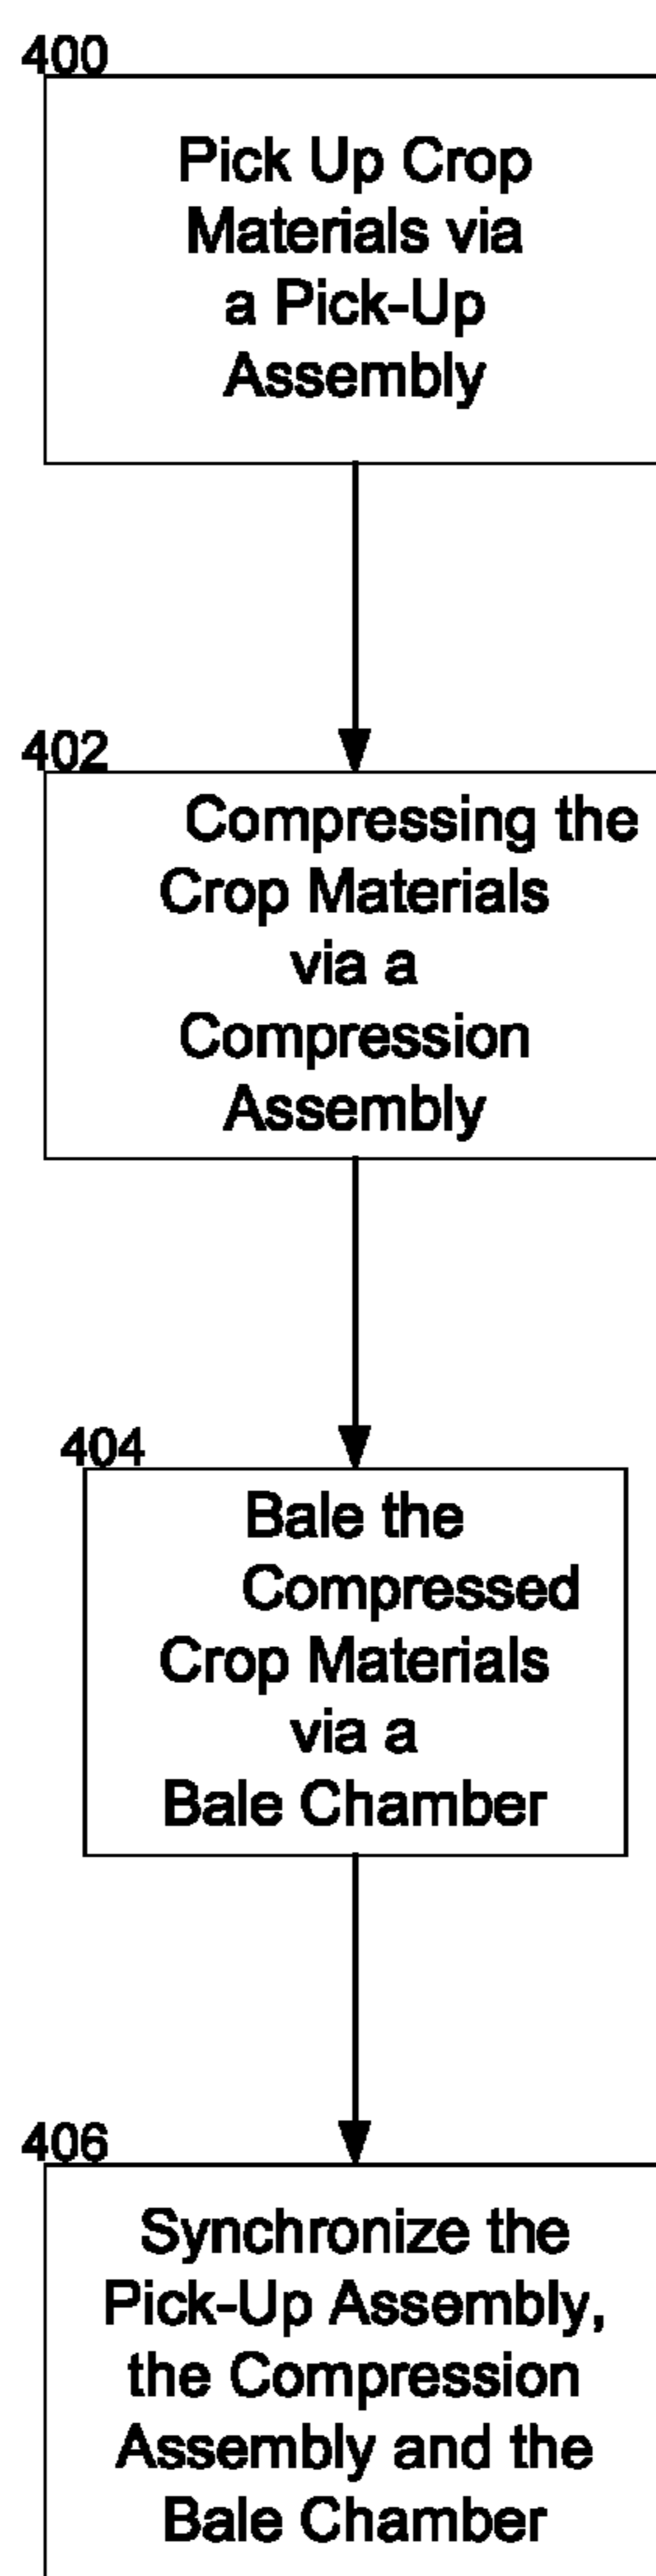 400
Pick Up Crop
Materials via
a Pick-Up
Assembly
402
Compressing the
Crop Materials
via a
Compression
Assembly
404
Bale the
Compressed
Crop Materials
via a
Bale Chamber
406
Synchronize the
Pick-Up Assembly,
the Compression
Assembly and the
Bale Chamber